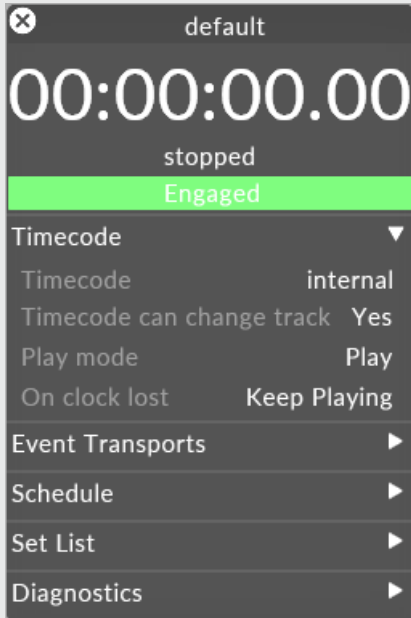 default
00:00:00.00
stopped
Engaged
Timecode
Timecode internal
Timecode can change track Yes
Play mode Play
On clock lost Keep Playing
Event Transports
Schedule
Set List
Diagnostics